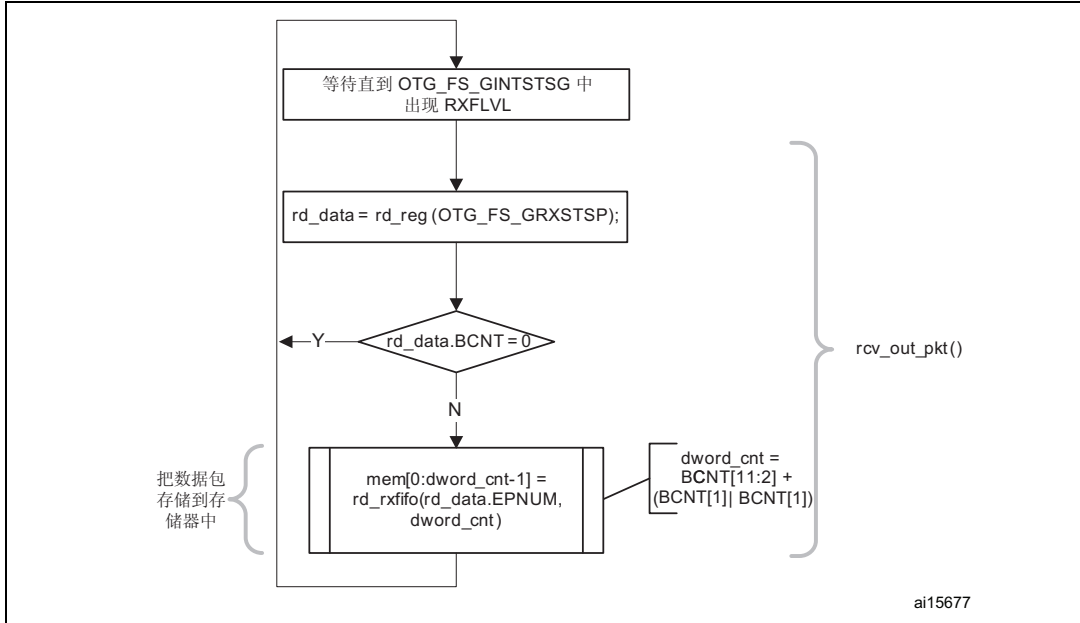 等待直到 OTG_FS_GINTSTSG 中
出现 RXFLVL
rd_data = rd_reg (OTG_FS_GRXSTSP);
rd_data.BCNT = 0
Y
N
rcv_out_pkt()
把数据包
存储到存
储器中
mem[0:dword_cnt-1] =
rd_rxfifo(rd_data.EPNUM,
dword_cnt)
dword_cnt =
BCNT[11:2] +
(BCNT[1]| BCNT[1])
ai15677